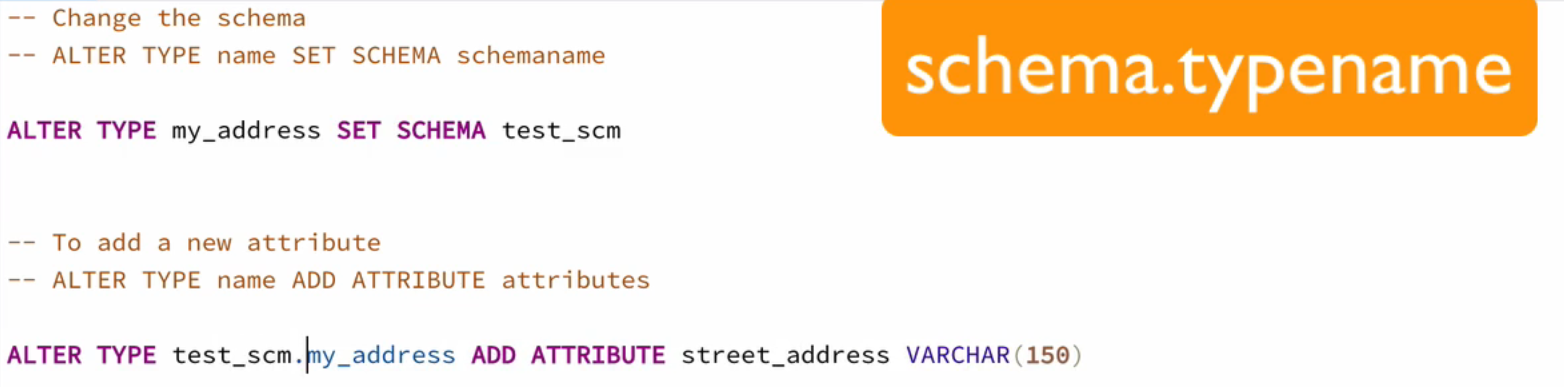 -- Change the schema
-- ALTER TYPE name SET SCHEMA schemaname
schema.typename
ALTER TYPE my_address SET SCHEMA test_scm
-- To add a new attribute
-- ALTER TYPE name ADD ATTRIBUTE attributes
ALTER TYPE test_scm.my_address ADD ATTRIBUTE street_address VARCHAR(150)